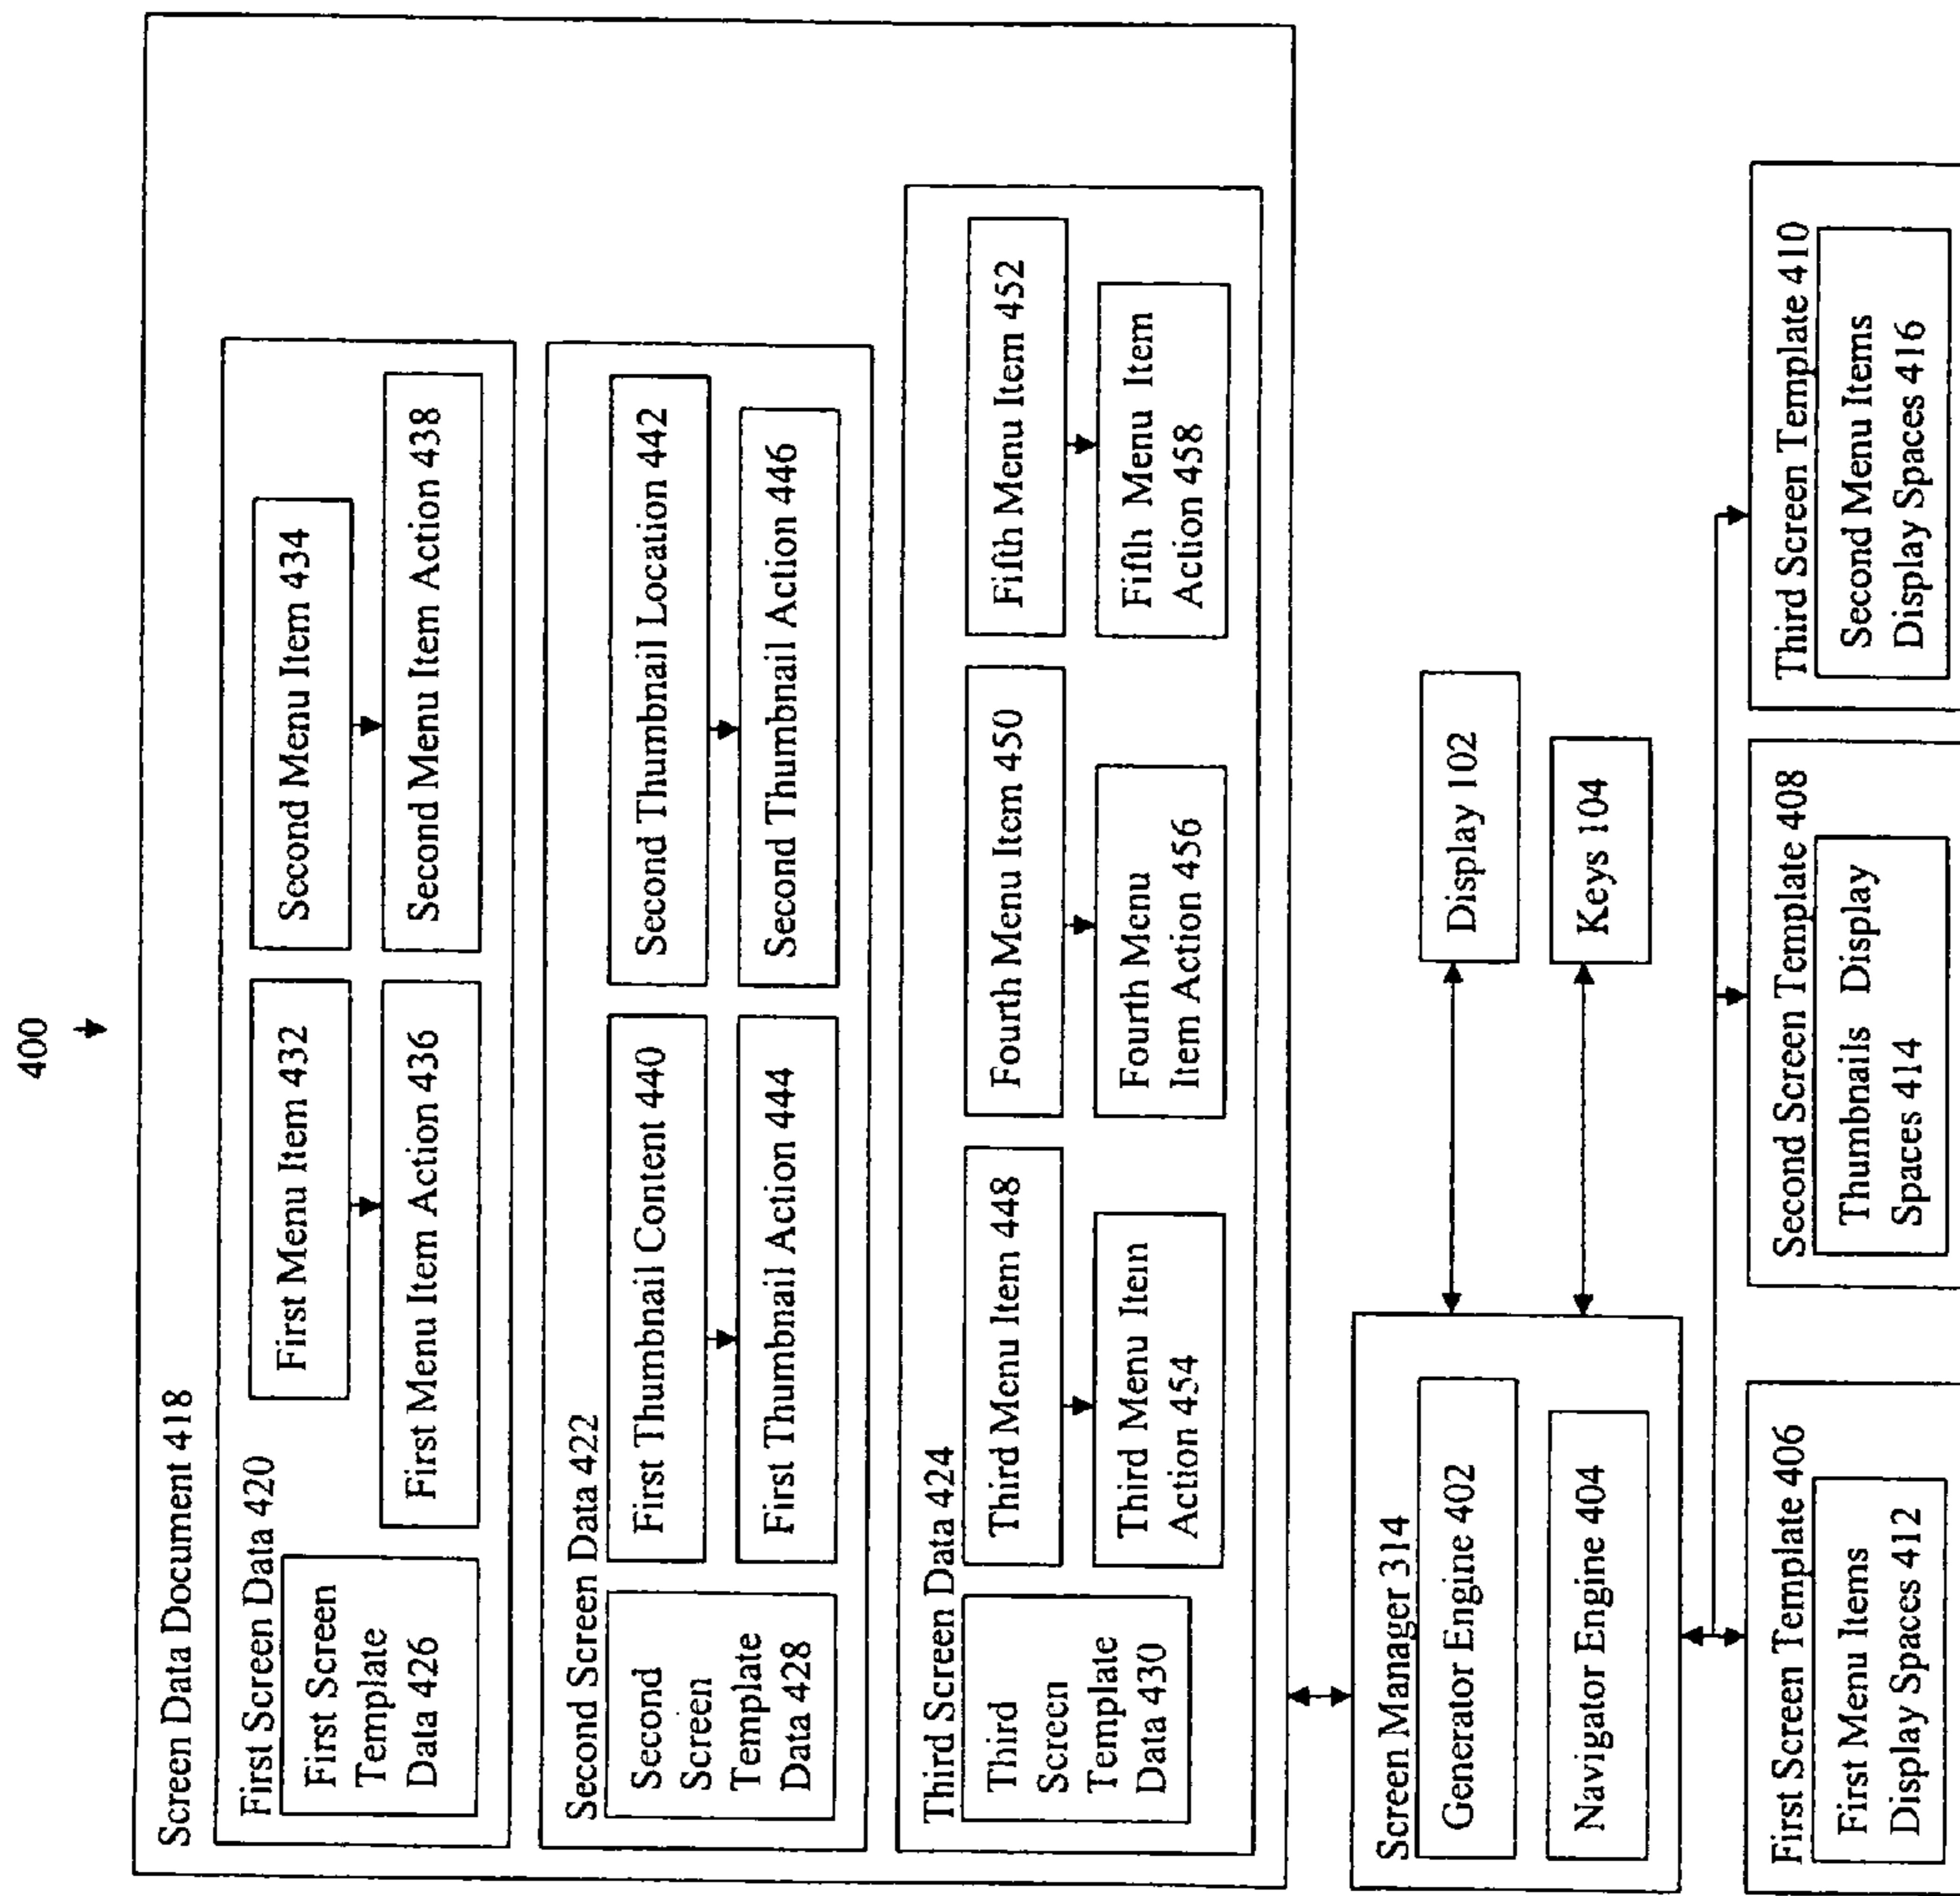 400
Screen Data Document 418
First Screen Data 420
First Screen
Template
Data 426
First Menu Item 432
First Menu Item Action 436
Second Menu Item 434
Second Menu Item Action 438
Second Screen Data 422
Second
Screen
Template
Data 428
First Thumbnail Content 440
First Thumbnail Action 444
Second Thumbnail Location 442
Second Thumbnail Action 446
Third Screen Data 424
Third
Screen
Template
Data 430
Third Menu Item 448
Third Menu Item
Action 454
Fourth Menu Item 450
Fourth Menu
Item Action 456
Fifth Menu Item 452
Fifth Menu Item
Action 458
Screen Manager 314
Generator Engine 402
Navigator Engine 404
Display 102
Keys 104
First Screen Template 406
First Menu Items
Display Spaces 412
Second Screen Template 408
Thumbnails Display
Spaces 414
Third Screen Template 410
Second Menu Items
Display Spaces 416